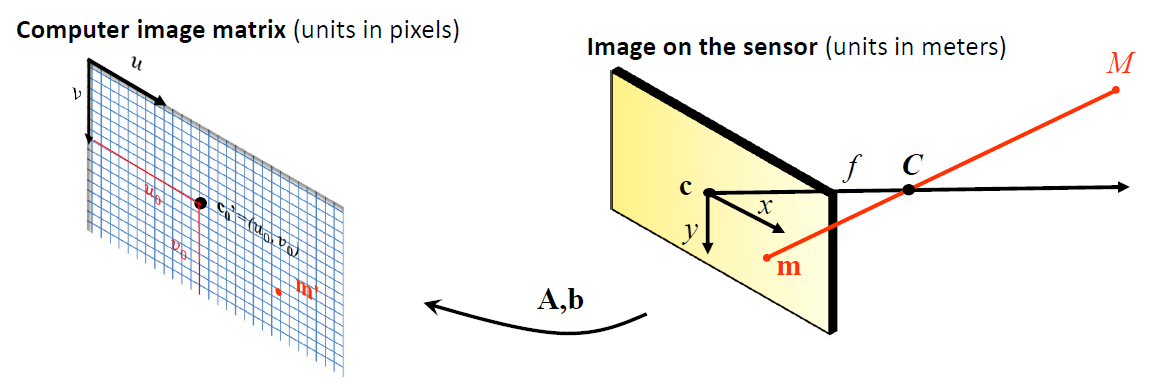 Computer image matrix (units in pixels)
Image on the sensor (units in meters)
M
u
v
f
C
c
x
u₀
c₀'=(u₀, v₀)
y
v₀
m
m'
A,b